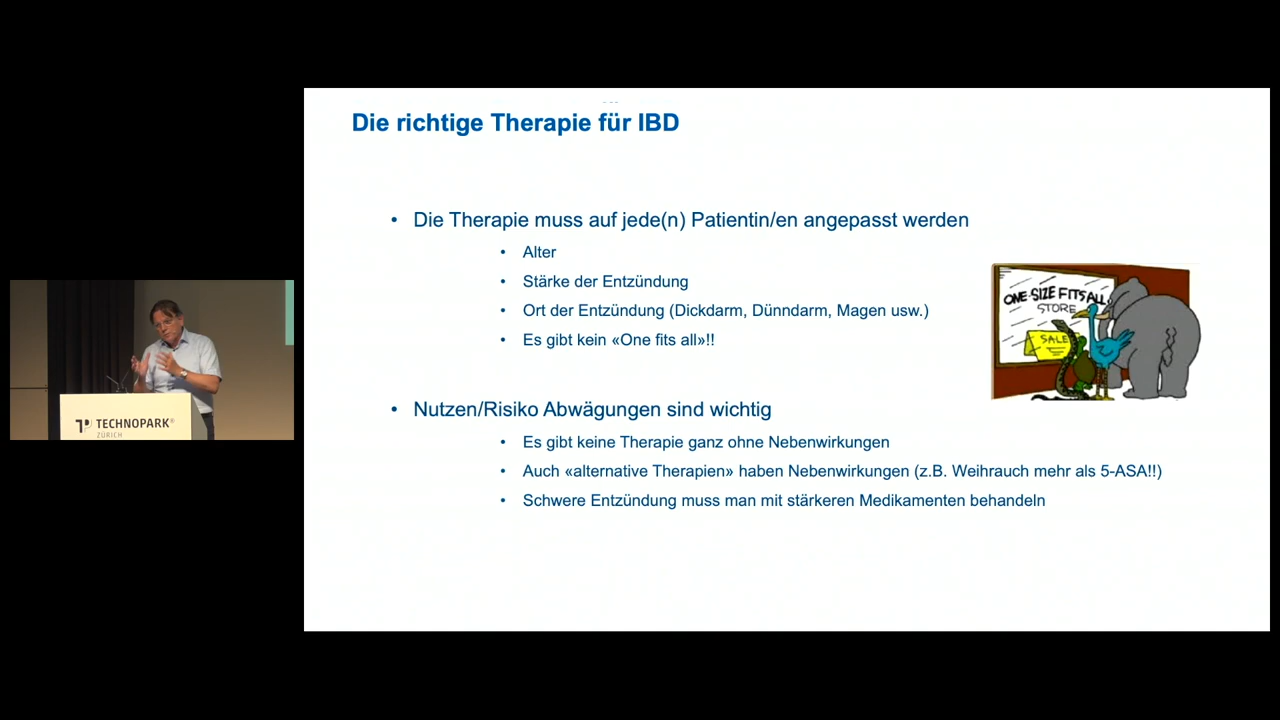 Die richtige Therapie für IBD
• Die Therapie muss auf jede(n) Patientin/en angepasst werden
• Alter
• Stärke der Entzündung
• Ort der Entzündung (Dickdarm, Dünndarm, Magen usw.)
• Es gibt kein «One fits all»!!
ONE-SIZE FITS ALL
STORE
SALE
• Nutzen/Risiko Abwägungen sind wichtig
• Es gibt keine Therapie ganz ohne Nebenwirkungen
• Auch «alternative Therapien» haben Nebenwirkungen (z.B. Weihrauch mehr als 5-ASA!!)
• Schwere Entzündung muss man mit stärkeren Medikamenten behandeln
TECHNOPARK®
ZÜRICH